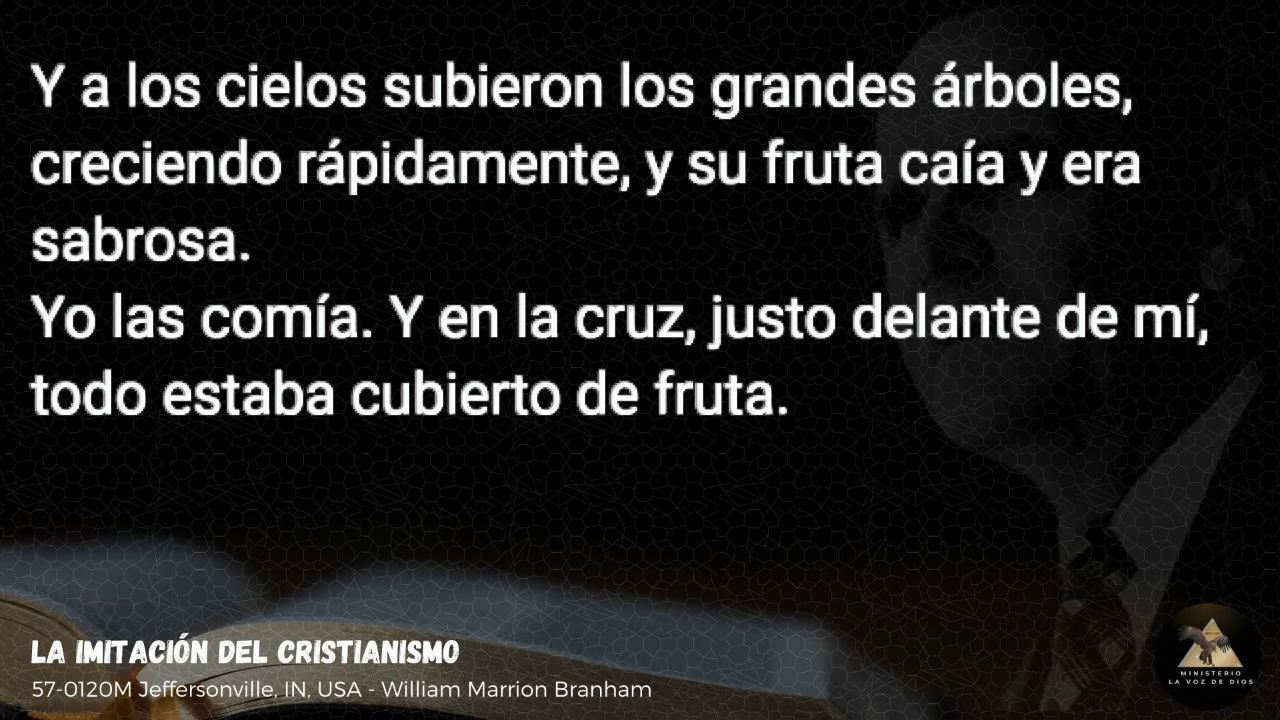 Y a los cielos subieron los grandes árboles,
creciendo rápidamente, y su fruta caía y era
sabrosa.
Yo las comía. Y en la cruz, justo delante de mí,
todo estaba cubierto de fruta.
LA IMITACIÓN DEL CRISTIANISMO
57-0120M Jeffersonville, IN, USA - William Marrion Branham
MINISTERIO
LA VOZ DE DIOS